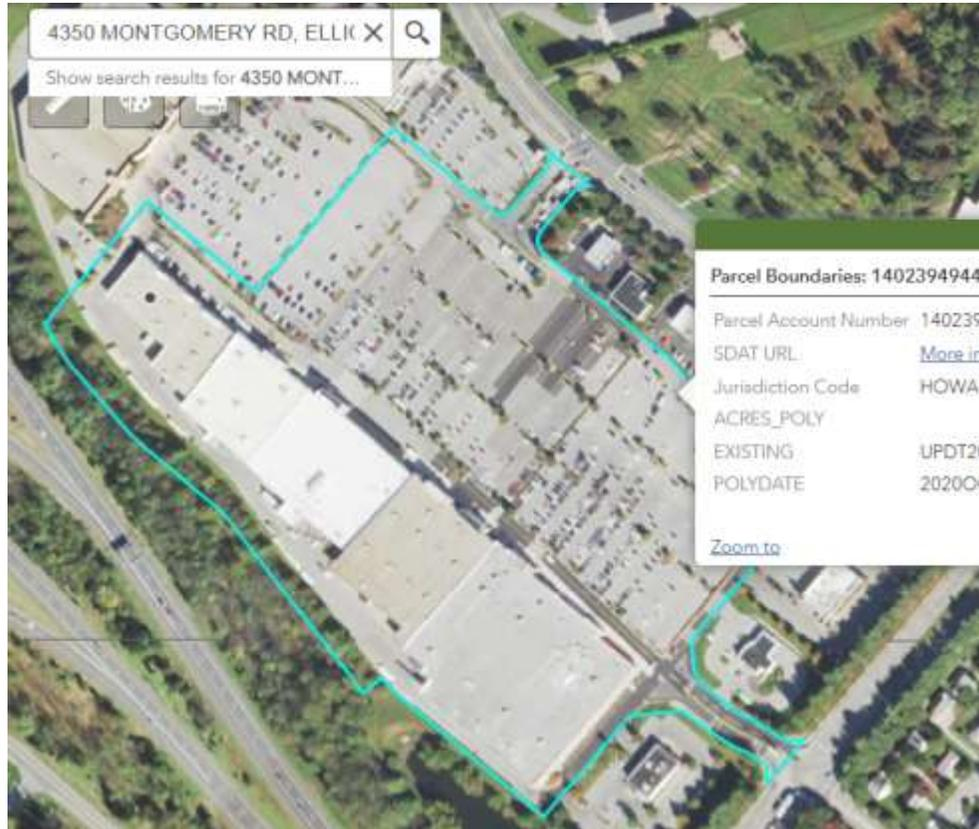 4350 MONTGOMERY RD, ELLI
Show search results for 4350 MONT...
Parcel Boundaries: 1402394944
Parcel Account Number 140239
SDAT URL More in
Jurisdiction Code HOWA
ACRES_POLY
EXISTING UPDT2
POLYDATE 2020
Zoom to